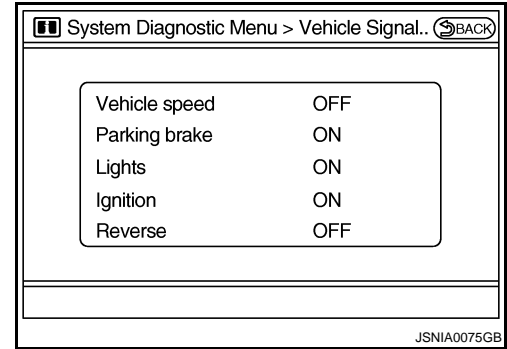 System Diagnostic Menu > Vehicle Signal.. BACK
Vehicle speed OFF
Parking brake ON
Lights ON
Ignition ON
Reverse OFF
JSNIA0075GB